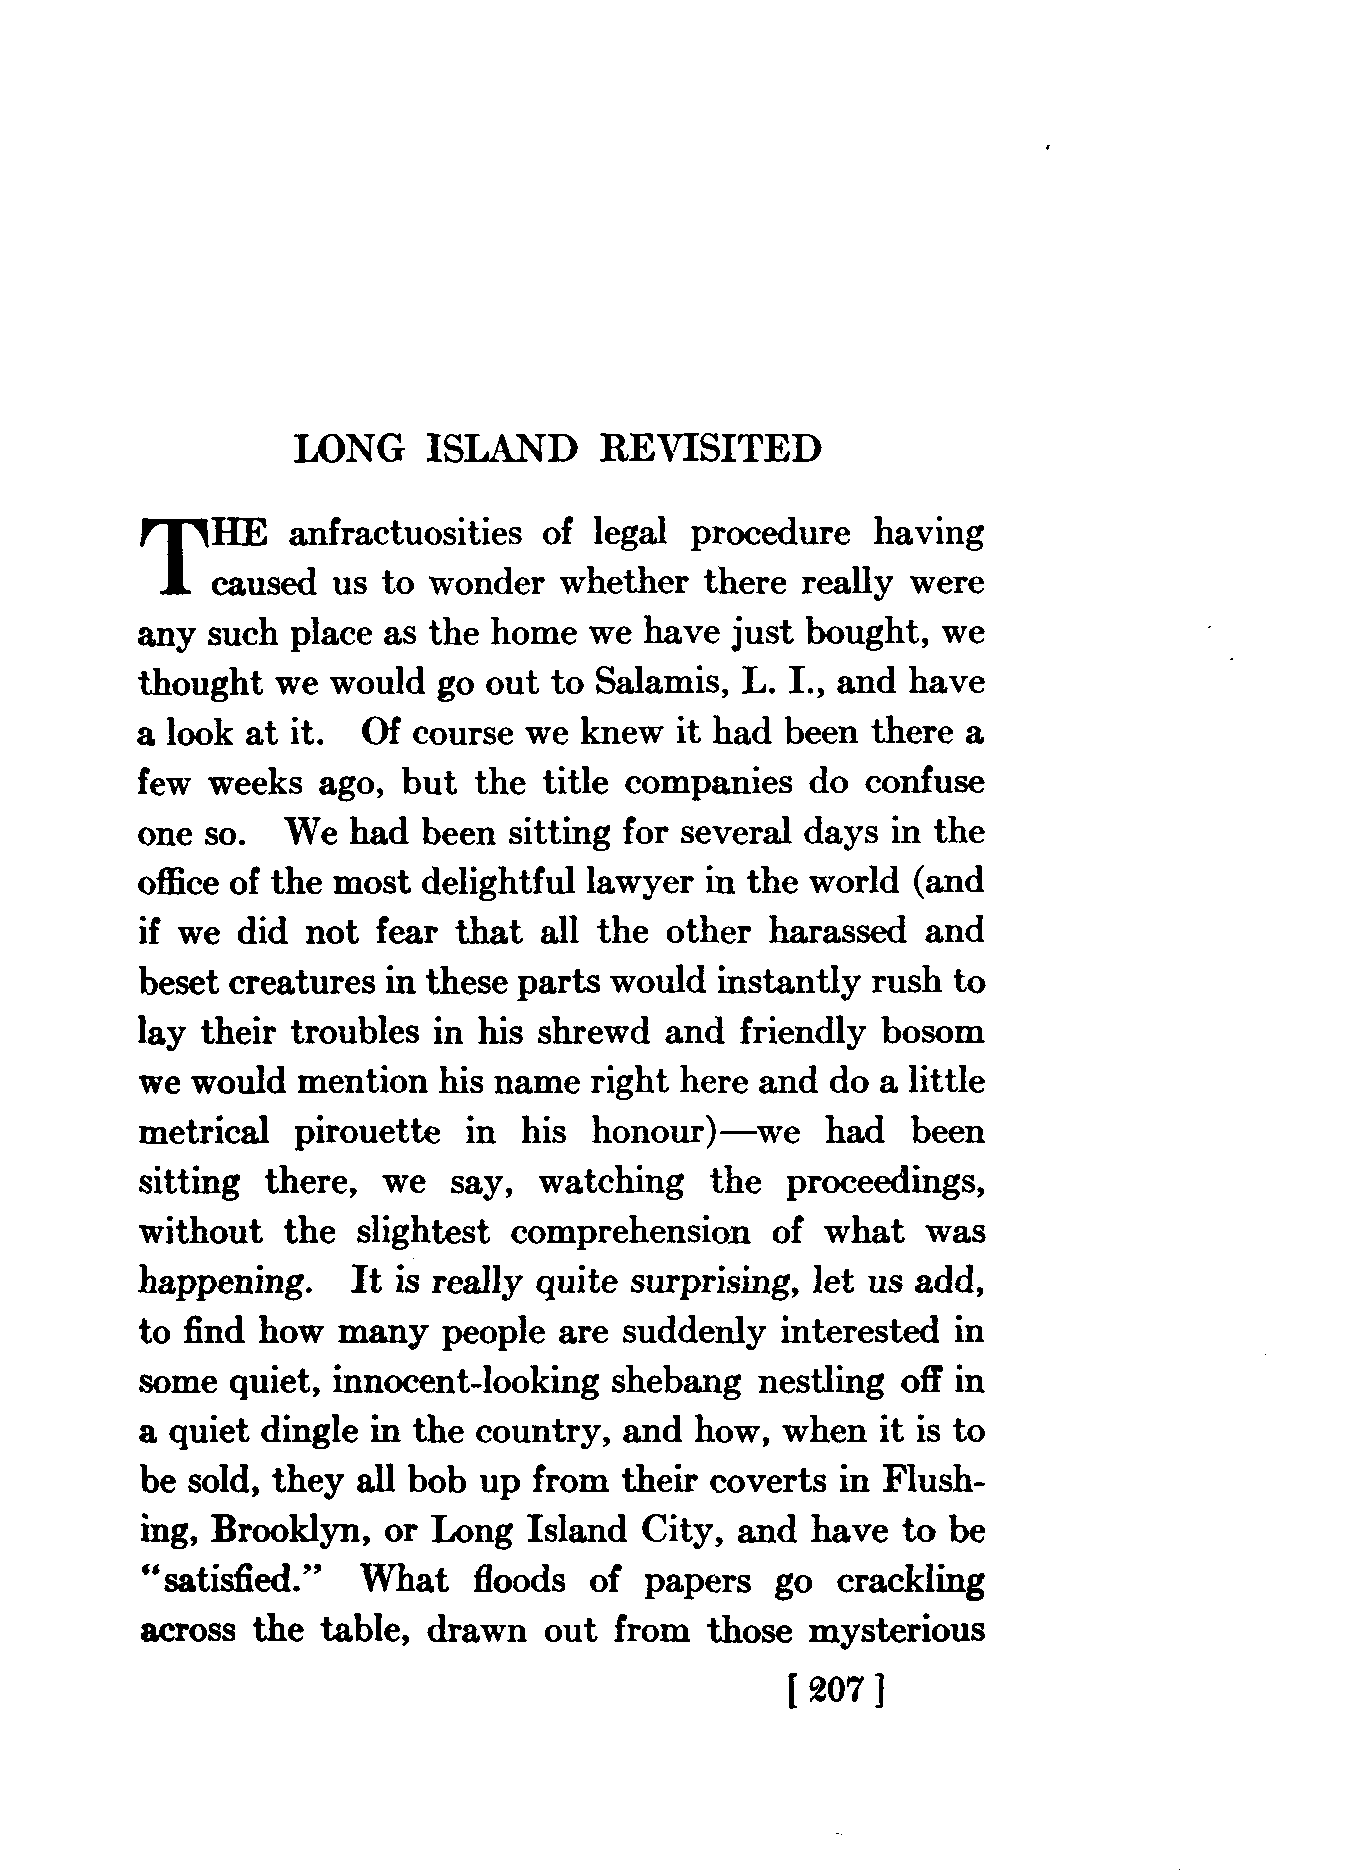 LONG ISLAND REVISITED
THE anfractuosities of legal procedure having
caused us to wonder whether there really were
any such place as the home we have just bought, we
thought we would go out to Salamis, L. I., and have
a look at it. Of course we knew it had been there a
few weeks ago, but the title companies do confuse
one so. We had been sitting for several days in the
office of the most delightful lawyer in the world (and
if we did not fear that all the other harassed and
beset creatures in these parts would instantly rush to
lay their troubles in his shrewd and friendly bosom
we would mention his name right here and do a little
metrical pirouette in his honour)—we had been
sitting there, we say, watching the proceedings,
without the slightest comprehension of what was
happening. It is really quite surprising, let us add,
to find how many people are suddenly interested in
some quiet, innocent-looking shebang nestling off in
a quiet dingle in the country, and how, when it is to
be sold, they all bob up from their coverts in Flush-
ing, Brooklyn, or Long Island City, and have to be
"satisfied." What floods of papers go crackling
across the table, drawn out from those mysterious
[ 207 ]